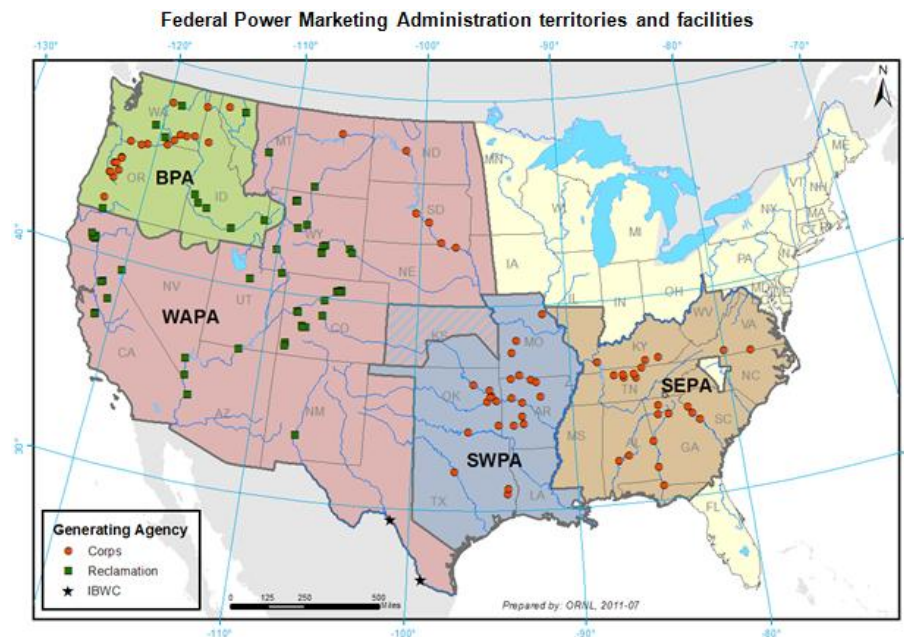 Federal Power Marketing Administration territories and facilities
-130° -120° -110° -100° -90° -80° -70°
N
WA
MT
ND
MN
ME
VT
NH
OR
BPA
ID
SD
WI
MI
NY
MA
CT
RI
WY
IA
PA
NJ
40°
NE
IL
IN
OH
MD
NV
UT
WAPA
CO
KS
MO
WV
VA
KY
CA
SEPA
OK
TN
NC
AZ
NM
AR
SC
MS
AL
GA
SWPA
30°
TX
LA
FL
Generating Agency
Corps
Reclamation
IBWC
0 125 250 500
Miles
Prepared by: ORNL, 2011-07
-110° -100° -90° -80°